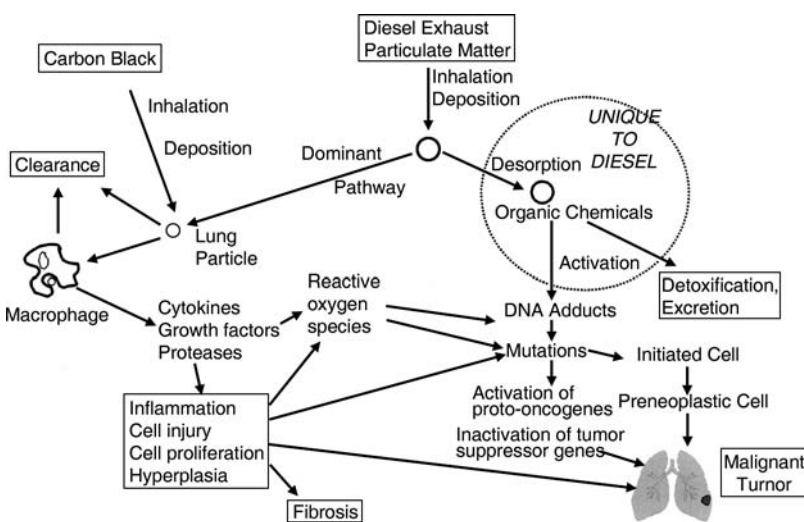 Diesel Exhaust
Particulate Matter
Carbon Black
Inhalation
Deposition
Inhalation
Deposition
UNIQUE
TO
DIESEL
Dominant
Pathway
Desorption
Clearance
Organic Chemicals
Lung
Particle
Activation
Macrophage
Reactive
oxygen
species
Detoxification,
Excretion
Cytokines
Growth factors
Proteases
DNA Adducts
Mutations
Initiated Cell
Activation of
proto-oncogenes
Preneoplastic Cell
Inflammation
Cell injury
Cell proliferation
Hyperplasia
Inactivation of tumor
suppressor genes
Malignant
Turnor
Fibrosis